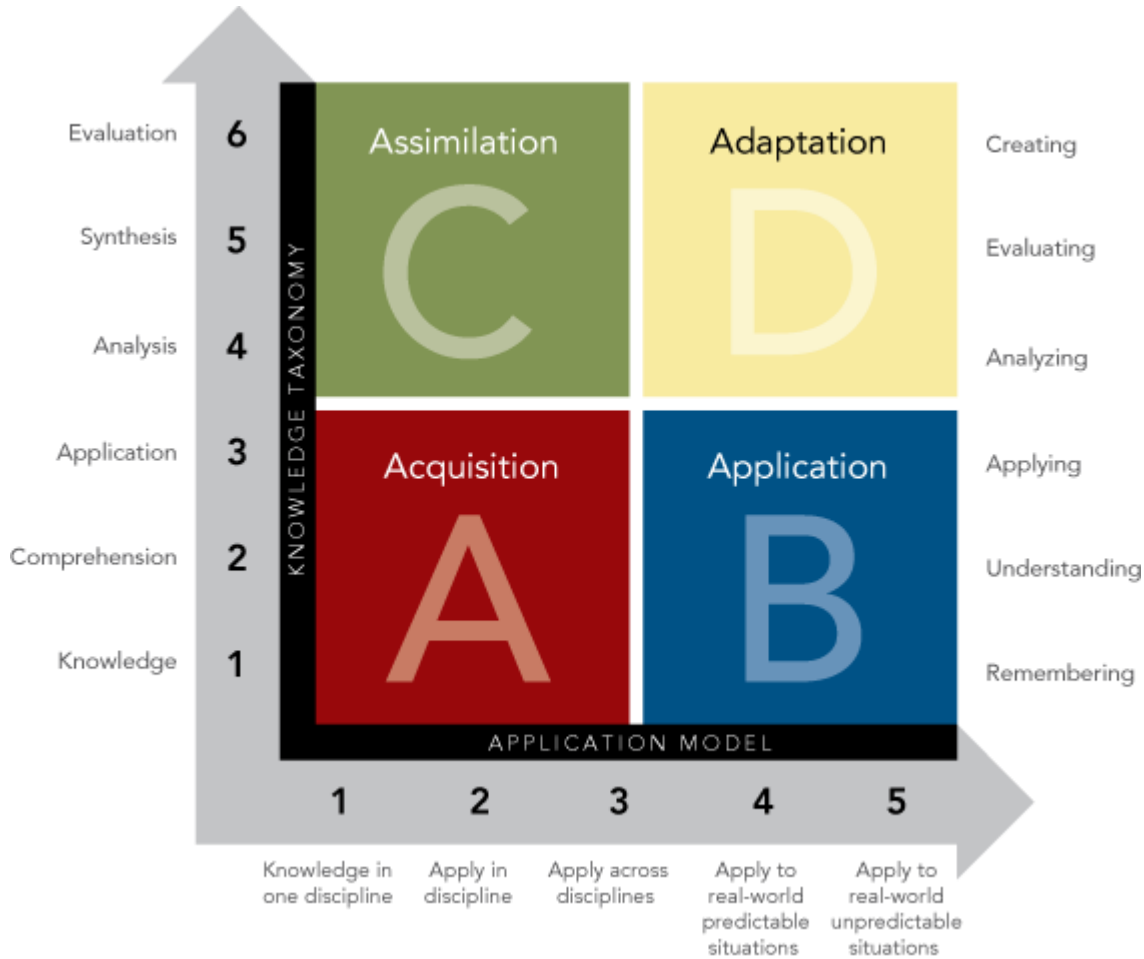 Evaluation
6
Assimilation
Adaptation
Creating
C
D
Synthesis
5
Evaluating
Analysis
4
Analyzing
KNOWLEDGE TAXONOMY
Application
3
Acquisition
Application
Applying
A
B
Comprehension
2
Understanding
Knowledge
1
Remembering
APPLICATION MODEL
1
2
3
4
5
Knowledge in
one discipline
Apply in
discipline
Apply across
disciplines
Apply to
real-world
predictable
situations
Apply to
real-world
unpredictable
situations